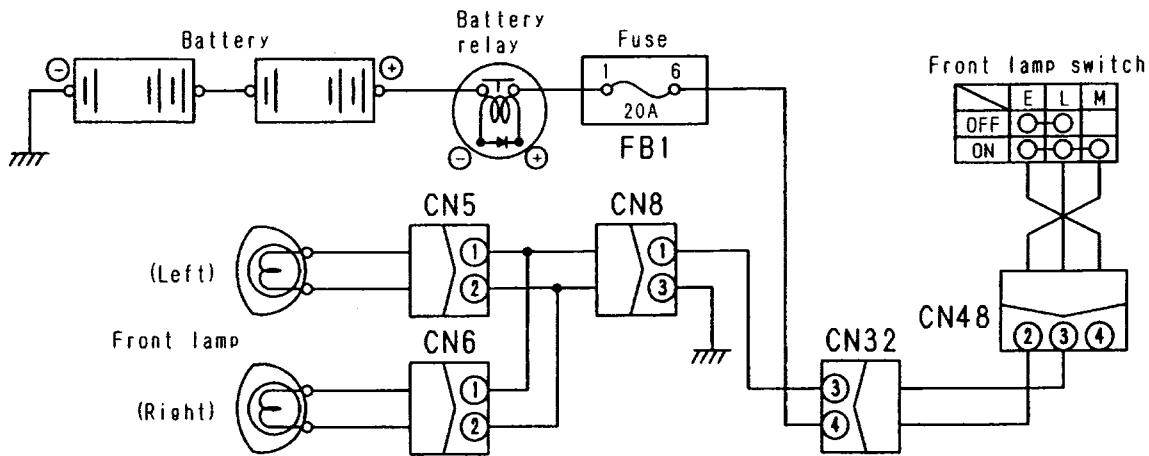 Battery
Battery
relay
Fuse
1 6
20A
FB1
Front lamp switch
E L M
OFF
ON
CN5
1
2
CN8
1
3
(Left)
Front lamp
(Right)
CN6
1
2
CN32
3
4
CN48
2 3 4